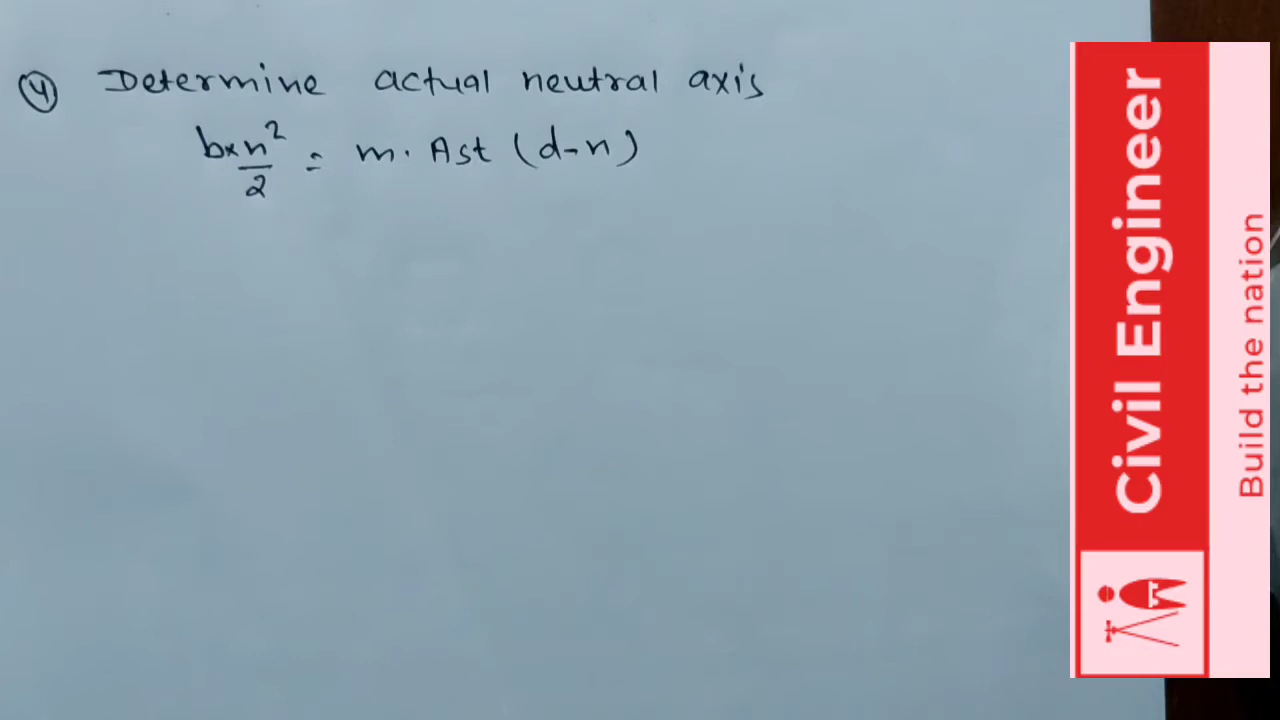 ④ Determine actual neutral axis
b×n²/2 = m. Ast (d-n)
Civil Engineer
Build the nation